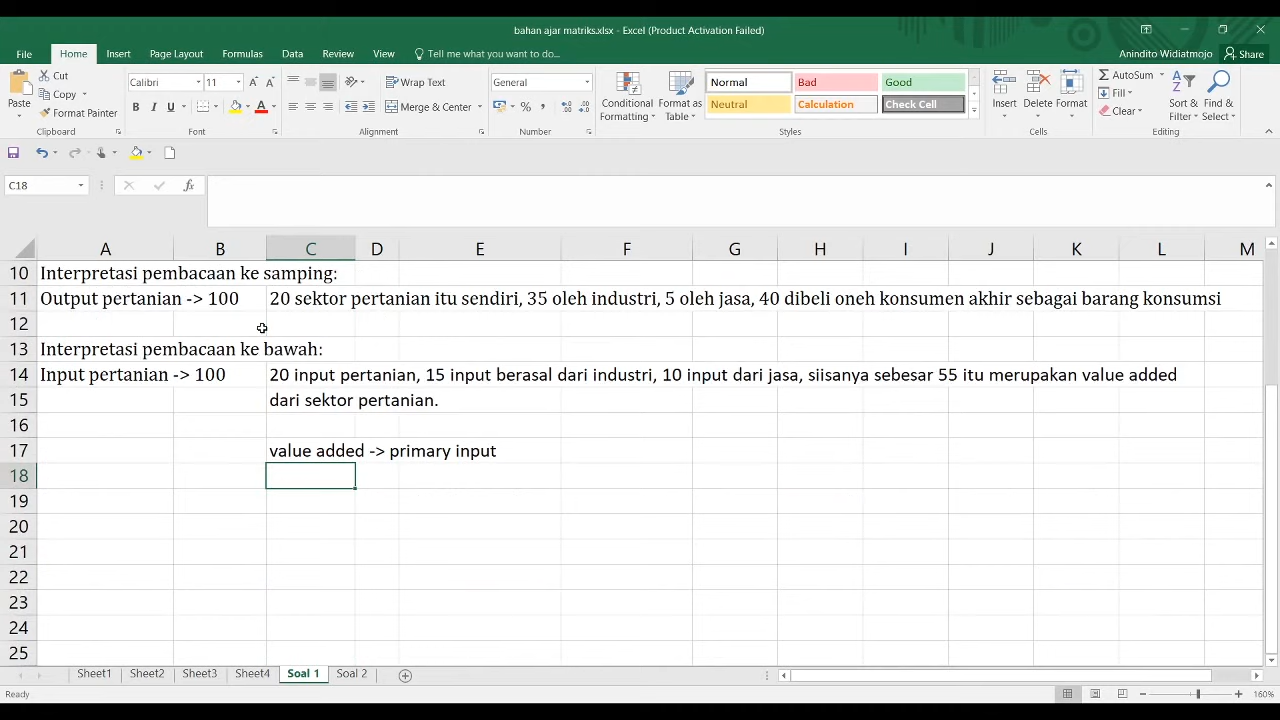 bahan ajar matriks.xlsx - Excel (Product Activation Failed)
File Home Insert Page Layout Formulas Data Review View Tell me what you want to do... Anindito Widiatmojo Share
Paste Cut Copy Format Painter
Calibri 11 A A B I U A
Wrap Text Merge & Center
General % ,
Conditional Formatting Format as Table
Normal Bad Good
Neutral Calculation Check Cell
Insert Delete Format
AutoSum Fill Clear
Sort & Filter Find & Select
Clipboard Font Alignment Number Styles Cells Editing
C18 fx
A B C D E F G H I J K L M
10 Interpretasi pembacaan ke samping:
11 Output pertanian -> 100 20 sektor pertanian itu sendiri, 35 oleh industri, 5 oleh jasa, 40 dibeli oneh konsumen akhir sebagai barang konsumsi
12
13 Interpretasi pembacaan ke bawah:
14 Input pertanian -> 100 20 input pertanian, 15 input berasal dari industri, 10 input dari jasa, siisanya sebesar 55 itu merupakan value added
15 dari sektor pertanian.
16
17 value added -> primary input
18
19
20
21
22
23
24
25
Sheet1 Sheet2 Sheet3 Sheet4 Soal 1 Soal 2
Ready 160%